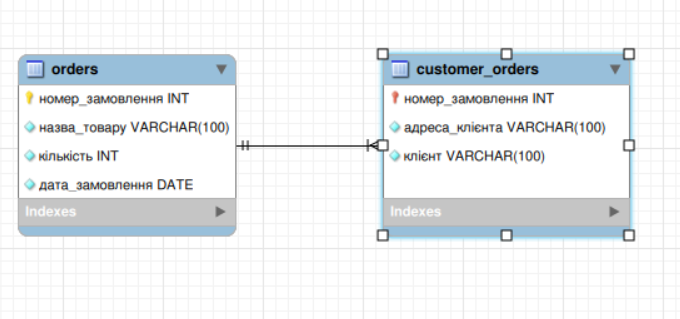 orders
номер_замовлення INT
назва_товару VARCHAR(100)
кількість INT
дата_замовлення DATE
Indexes
customer_orders
номер_замовлення INT
адреса_клієнта VARCHAR(100)
клієнт VARCHAR(100)
Indexes